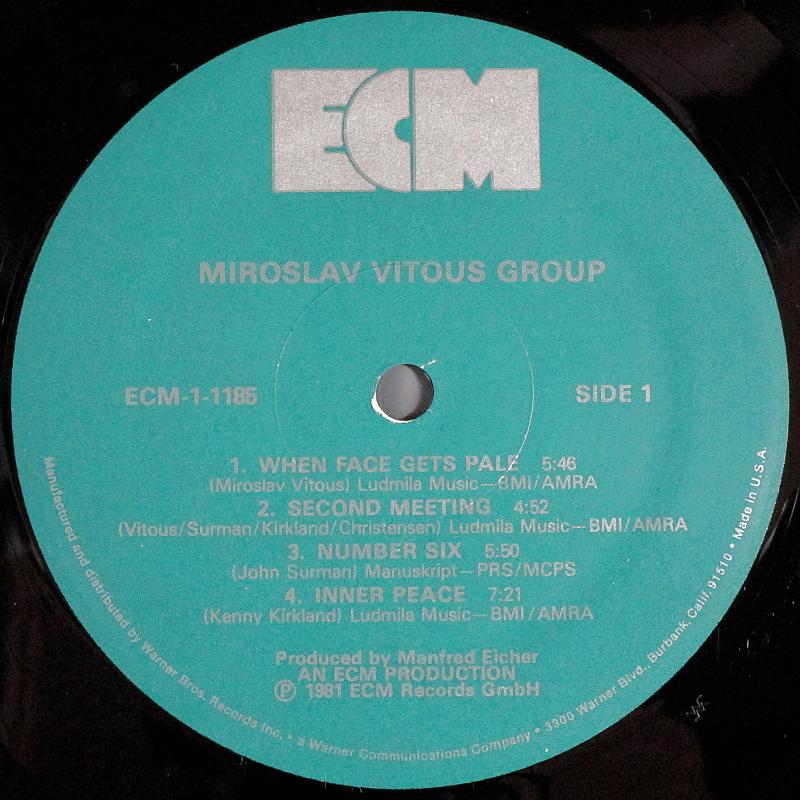 ECM
MIROSLAV VITOUS GROUP
ECM-1-1185
SIDE 1
1. WHEN FACE GETS PALE 5:46
(Miroslav Vitous) Ludmila Music—BMI/AMRA
2. SECOND MEETING 4:52
(Vitous/Surman/Kirkland/Christensen) Ludmila Music—BMI/AMRA
3. NUMBER SIX 5:50
(John Surman) Manuskript—PRS/MCPS
4. INNER PEACE 7:21
(Kenny Kirkland) Ludmila Music—BMI/AMRA
Produced by Manfred Eicher
AN ECM PRODUCTION
℗ 1981 ECM Records GmbH
Manufactured and distributed by Warner Bros. Records Inc. • a Warner Communications Company • 3300 Warner Blvd., Burbank, Calif. 91510 • Made in U.S.A.